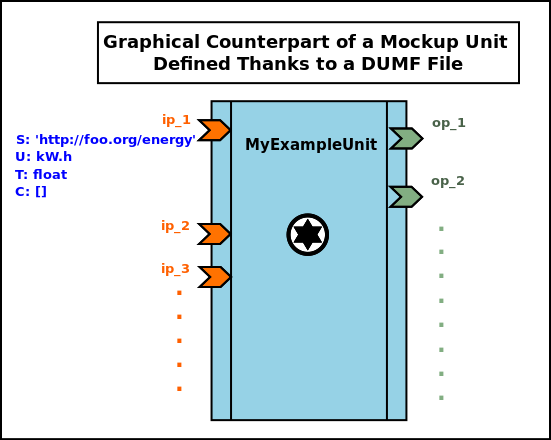 Graphical Counterpart of a Mockup Unit
Defined Thanks to a DUMF File
ip_1
S: 'http://foo.org/energy'
U: kW.h
T: float
C: []
MyExampleUnit
op_1
op_2
ip_2
ip_3